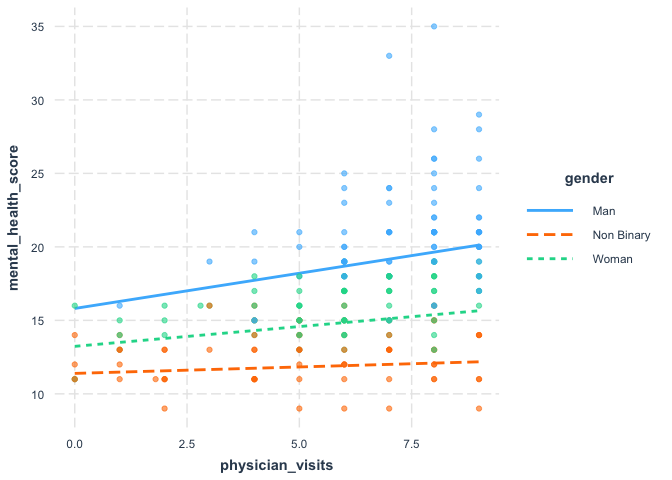 35
30
25
20
15
10
mental_health_score
0.0 2.5 5.0 7.5
physician_visits
gender
Man
Non Binary
Woman